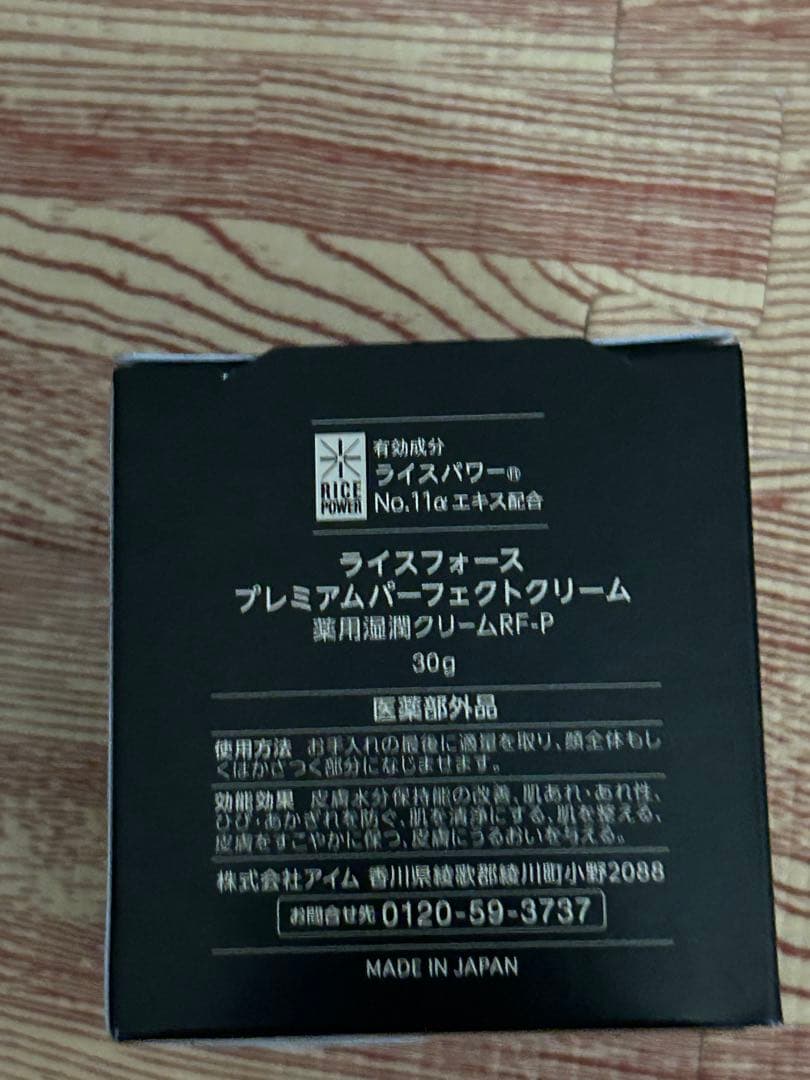 RICE
POWER
有効成分
ライスパワー®
No.11α エキス配合
ライスフォース
プレミアムパーフェクトクリーム
薬用湿潤クリームRF-P
30g
医薬部外品
使用方法 お手入れの最後に適量を取り、顔全体もし
くはかさつく部分になじませます。
効能効果 皮膚水分保持能の改善、肌あれ・あれ性、
ひび・あかぎれを防ぐ、肌を清浄にする、肌を整える、
皮膚をすこやかに保つ、皮膚にうるおいを与える。
株式会社アイム 香川県綾歌郡綾川町小野2088
お問合せ先 0120-59-3737
MADE IN JAPAN